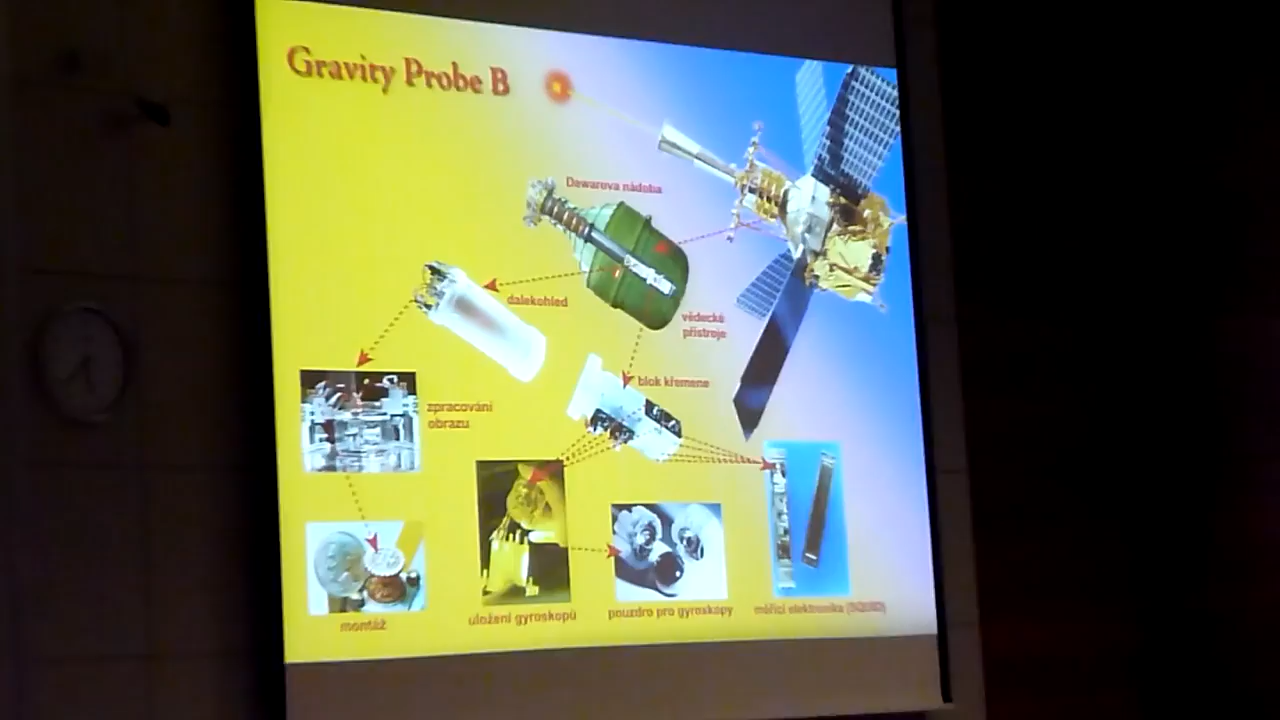 Gravity Probe B
Dewarova nádoba
dalekohled
vědecké
přístroje
blok křemene
zpracování
obrazu
montáž
uložení gyroskopů
pouzdro pro gyroskopy
měřící elektronika (SQUID)